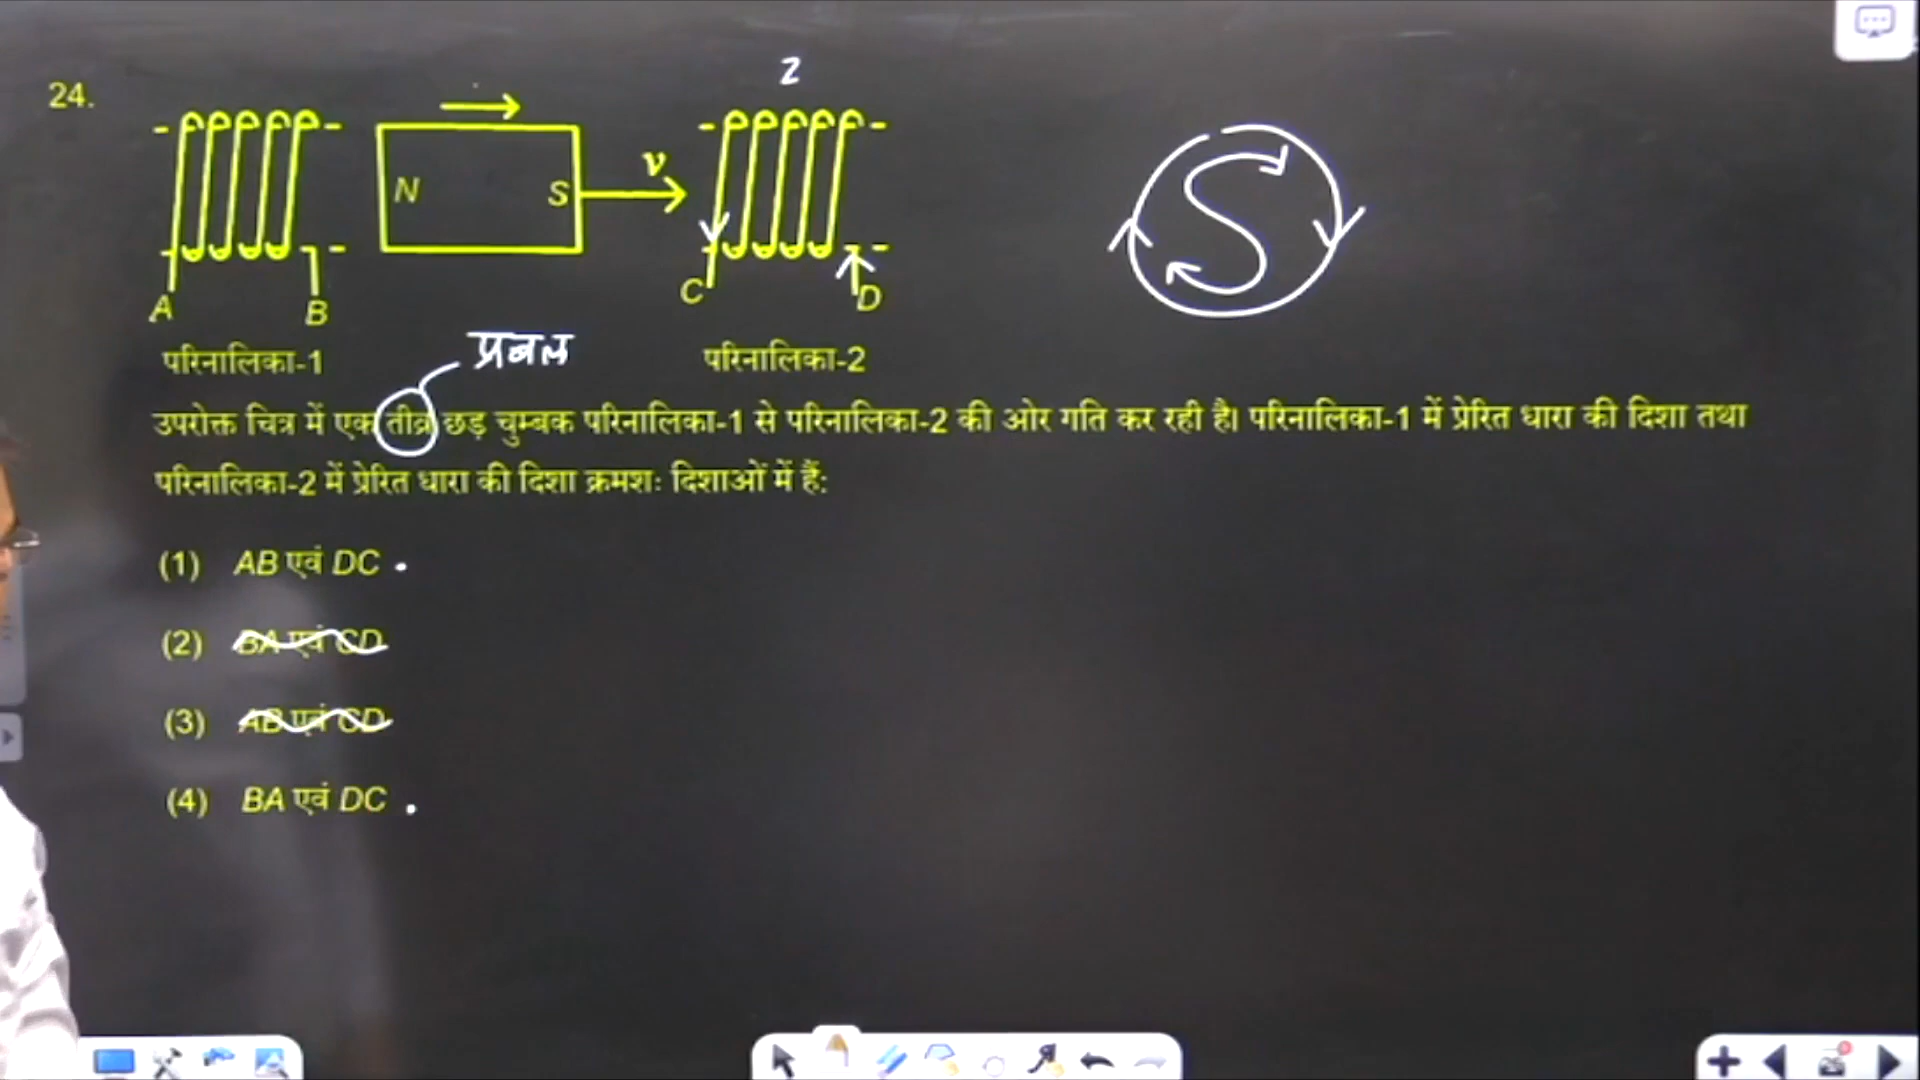 24.
2
N S v
A B C D
परिनालिका-1 परिनालिका-2
प्रबल
उपरोक्त चित्र में एक तीव्र छड़ चुम्बक परिनालिका-1 से परिनालिका-2 की ओर गति कर रही है। परिनालिका-1 में प्रेरित धारा की दिशा तथा
परिनालिका-2 में प्रेरित धारा की दिशा क्रमशः दिशाओं में हैं:
(1) AB एवं DC
(2) BA एवं CD
(3) AB एवं CD
(4) BA एवं DC
S